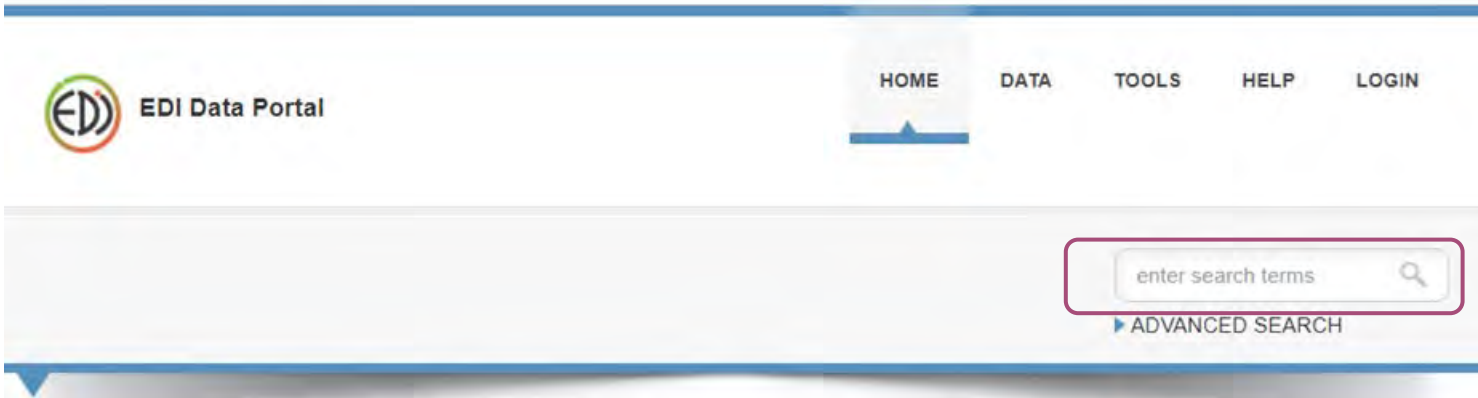 HOME DATA TOOLS HELP LOGIN
EDI EDI Data Portal
enter search terms
ADVANCED SEARCH